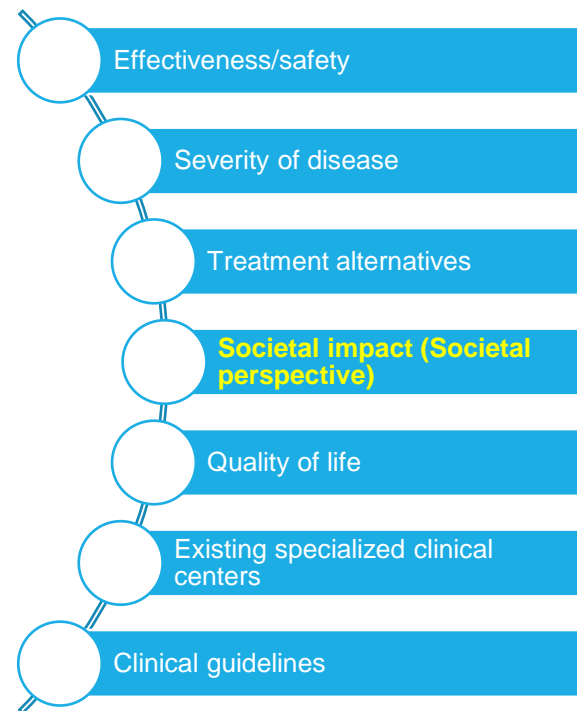 Effectiveness/safety
Severity of disease
Treatment alternatives
Societal impact (Societal
perspective)
Quality of life
Existing specialized clinical
centers
Clinical guidelines